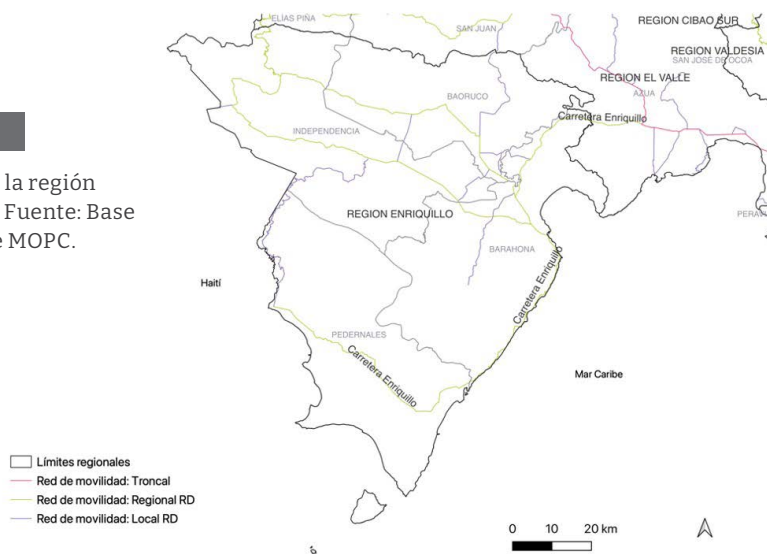 la región
Fuente: Base
MOPC.
ELIAS PIÑA
SAN JUAN
REGION CIBAO SUR
REGION VALDESIA
SAN JOSÉ DE OCOA
REGION EL VALLE
AZUA
BAORUCO
Carretera Enriquillo
INDEPENDENCIA
REGION ENRIQUILLO
BARAHONA
Carretera Enriquillo
Haití
PEDERNALES
Carretera Enriquillo
Mar Caribe
Límites regionales
Red de movilidad: Troncal
Red de movilidad: Regional RD
Red de movilidad: Local RD
0 10 20 km